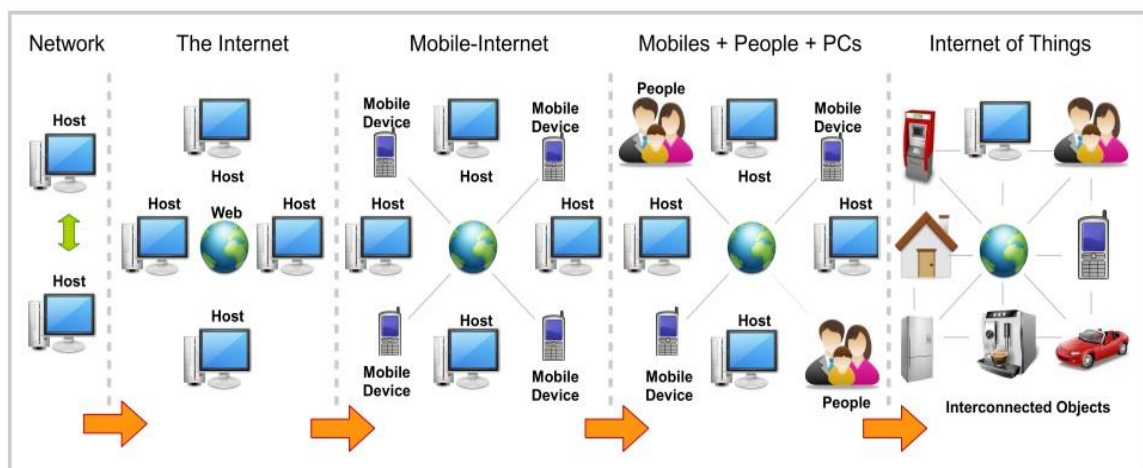 Network
The Internet
Mobile-Internet
Mobiles + People + PCs
Internet of Things
Host
Host
Host
Host
Web
Host
Host
Mobile
Device
Host
Mobile
Device
Host
Host
Mobile
Device
Host
Mobile
Device
People
Host
Mobile
Device
Host
Host
Mobile
Device
Host
People
Interconnected Objects